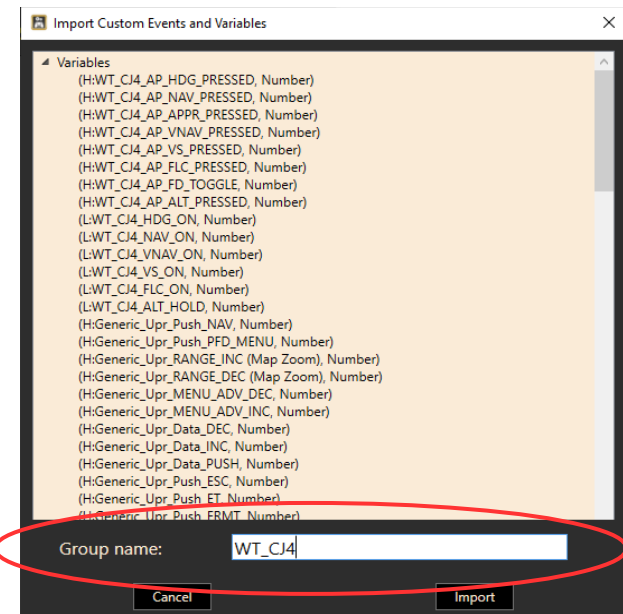 Import Custom Events and Variables
Variables
(H:WT_CJ4_AP_HDG_PRESSED, Number)
(H:WT_CJ4_AP_NAV_PRESSED, Number)
(H:WT_CJ4_AP_APPR_PRESSED, Number)
(H:WT_CJ4_AP_VNAV_PRESSED, Number)
(H:WT_CJ4_AP_VS_PRESSED, Number)
(H:WT_CJ4_AP_FLC_PRESSED, Number)
(H:WT_CJ4_AP_FD_TOGGLE, Number)
(H:WT_CJ4_AP_ALT_PRESSED, Number)
(L:WT_CJ4_HDG_ON, Number)
(L:WT_CJ4_NAV_ON, Number)
(L:WT_CJ4_VNAV_ON, Number)
(L:WT_CJ4_VS_ON, Number)
(L:WT_CJ4_FLC_ON, Number)
(L:WT_CJ4_ALT_HOLD, Number)
(H:Generic_Upr_Push_NAV, Number)
(H:Generic_Upr_Push_PFD_MENU, Number)
(H:Generic_Upr_RANGE_INC (Map Zoom), Number)
(H:Generic_Upr_RANGE_DEC (Map Zoom), Number)
(H:Generic_Upr_MENU_ADV_DEC, Number)
(H:Generic_Upr_MENU_ADV_INC, Number)
(H:Generic_Upr_Data_DEC, Number)
(H:Generic_Upr_Data_INC, Number)
(H:Generic_Upr_Data_PUSH, Number)
(H:Generic_Upr_Push_ESC, Number)
(H:Generic_Upr_Push_ET, Number)
(H:Generic_Upr_Push_FRMT, Number)
Group name: WT_CJ4
Cancel Import